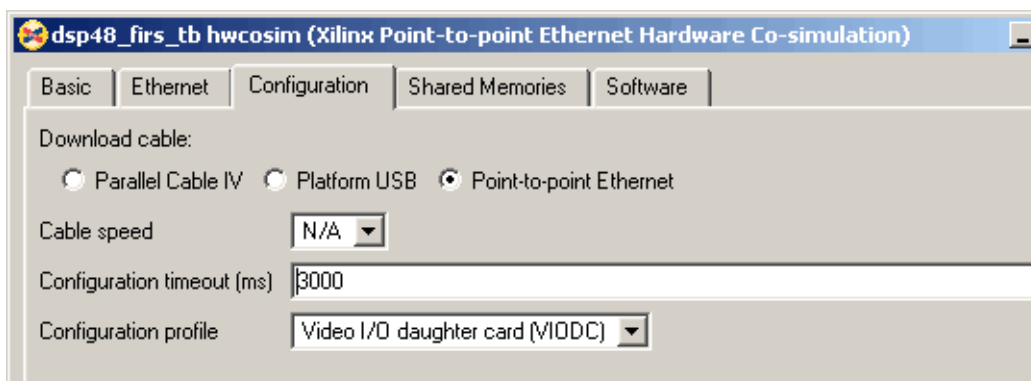 dsp48_firs_tb hwcosim (Xilinx Point-to-point Ethernet Hardware Co-simulation)
Basic Ethernet Configuration Shared Memories Software
Download cable:
Parallel Cable IV Platform USB Point-to-point Ethernet
Cable speed N/A
Configuration timeout (ms) 3000
Configuration profile Video I/O daughter card (VIODC)